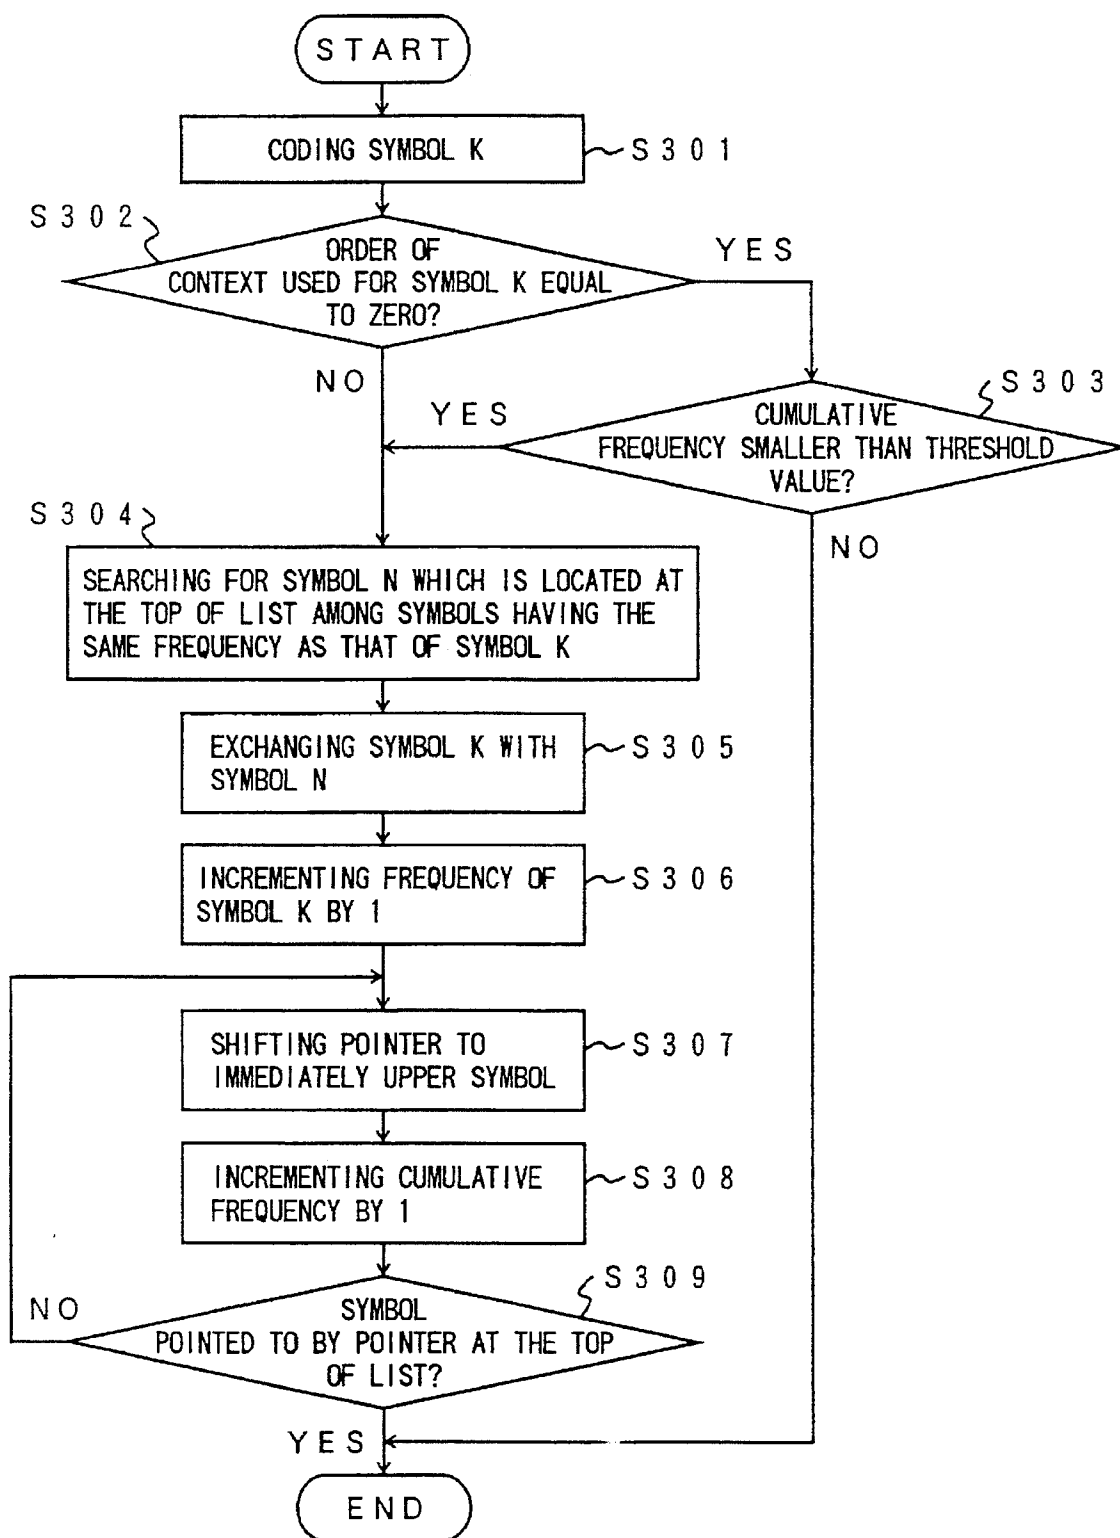 START
CODING SYMBOL K
S301
S302
ORDER OF
CONTEXT USED FOR SYMBOL K EQUAL
TO ZERO?
YES
NO
S303
YES
CUMULATIVE
FREQUENCY SMALLER THAN THRESHOLD
VALUE?
NO
S304
SEARCHING FOR SYMBOL N WHICH IS LOCATED AT
THE TOP OF LIST AMONG SYMBOLS HAVING THE
SAME FREQUENCY AS THAT OF SYMBOL K
EXCHANGING SYMBOL K WITH
SYMBOL N
S305
INCREMENTING FREQUENCY OF
SYMBOL K BY 1
S306
SHIFTING POINTER TO
IMMEDIATELY UPPER SYMBOL
S307
INCREMENTING CUMULATIVE
FREQUENCY BY 1
S308
S309
NO
SYMBOL
POINTED TO BY POINTER AT THE TOP
OF LIST?
YES
END